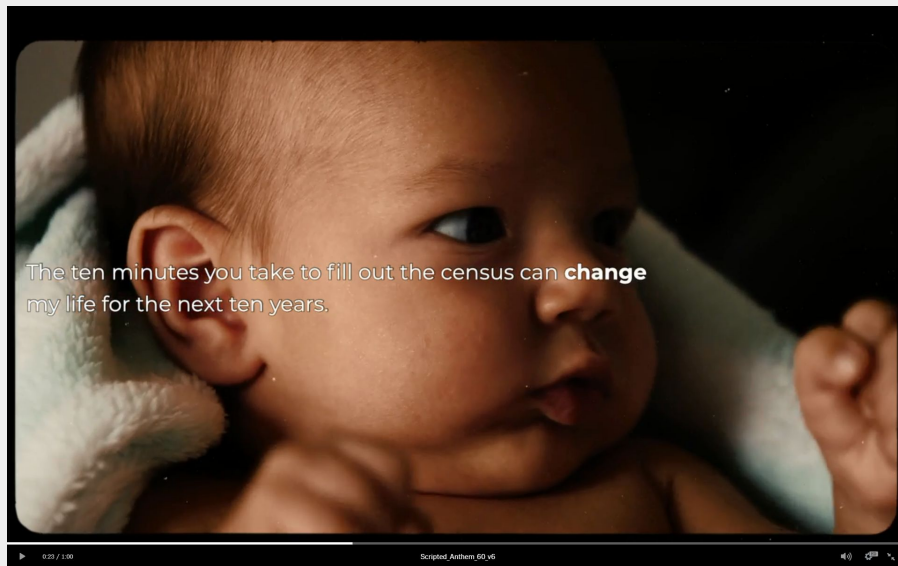 The ten minutes you take to fill out the census can change
my life for the next ten years.
0:23 / 1:00
Scripted_Anthem_60_v6